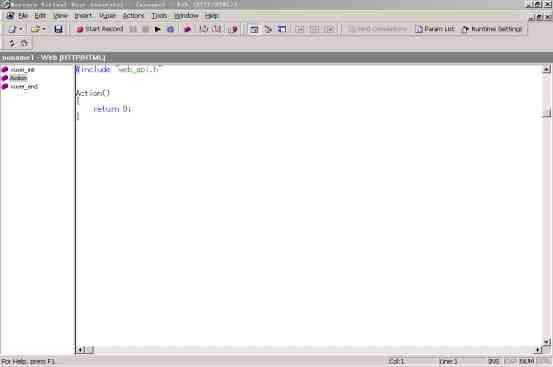 Mercury Virtual User Generator - [noname1 - Web (HTTP/HTML)]
File Edit View Insert Vuser Actions Tools Window Help
Start Record Find Correlations Param List Runtime Settings
noname1 - Web (HTTP/HTML)
vuser_init
Action
vuser_end
#include "web_api.h"
Action()
{
return 0;
}
For Help, press F1. Col:1 Line:1 INS CAP NUM SCRL